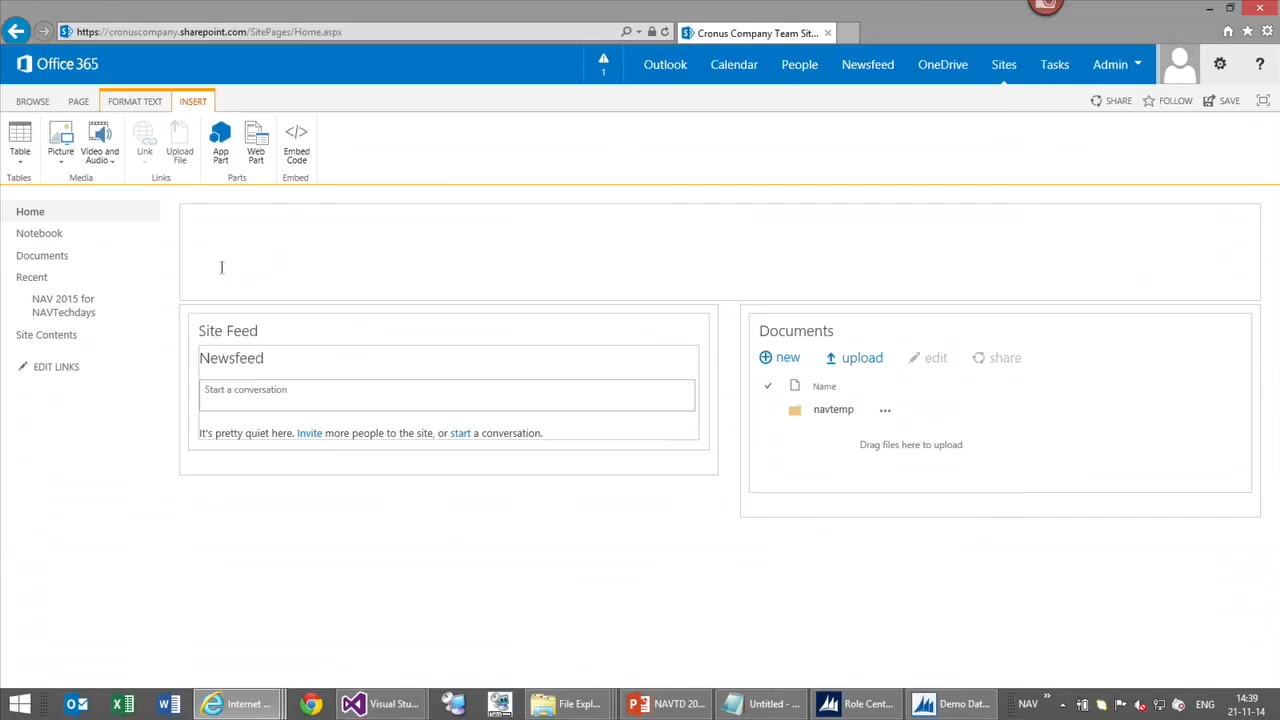 https://cronuscompany.sharepoint.com/SitePages/Home.aspx
Cronus Company Team Sit...
Office 365
1
Outlook
Calendar
People
Newsfeed
OneDrive
Sites
Tasks
Admin
?
BROWSE
PAGE
FORMAT TEXT
INSERT
SHARE
FOLLOW
SAVE
Table
Picture
Video and
Audio
Link
Upload
File
App
Part
Web
Part
Embed
Code
Tables
Media
Links
Parts
Embed
Home
Notebook
Documents
Recent
NAV 2015 for
NAVTechdays
Site Contents
EDIT LINKS
Site Feed
Newsfeed
Start a conversation
It's pretty quiet here. Invite more people to the site, or start a conversation.
Documents
new
upload
edit
share
Name
navtemp
...
Drag files here to upload
Internet ...
Visual Stu...
File Expl...
NAVTD 20...
Untitled - ...
Role Cent...
Demo Dat...
NAV
ENG
14:39
21-11-14